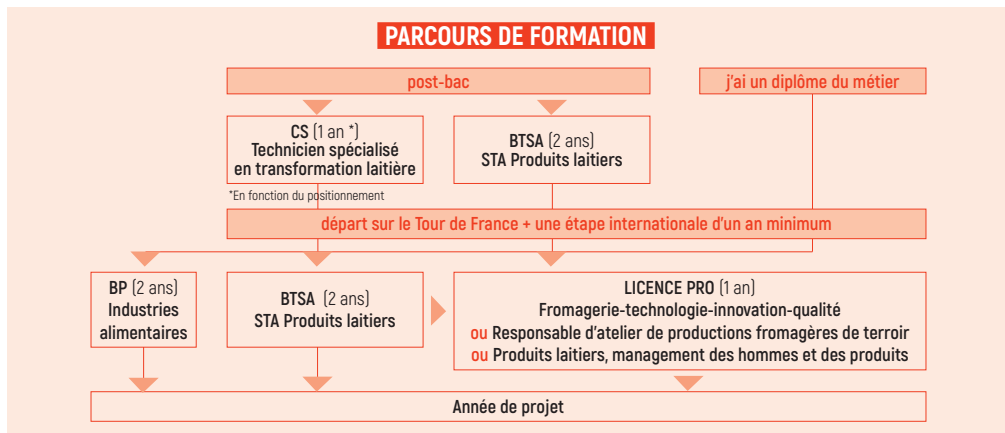 PARCOURS DE FORMATION
post-bac
j'ai un diplôme du métier
CS (1 an *)
Technicien spécialisé
en transformation laitière
BTSA (2 ans)
STA Produits laitiers
*En fonction du positionnement
départ sur le Tour de France + une étape internationale d'un an minimum
BP (2 ans)
Industries
alimentaires
BTSA (2 ans)
STA Produits laitiers
LICENCE PRO (1 an)
Fromagerie-technologie-innovation-qualité
ou Responsable d'atelier de productions fromagères de terroir
ou Produits laitiers, management des hommes et des produits
Année de projet